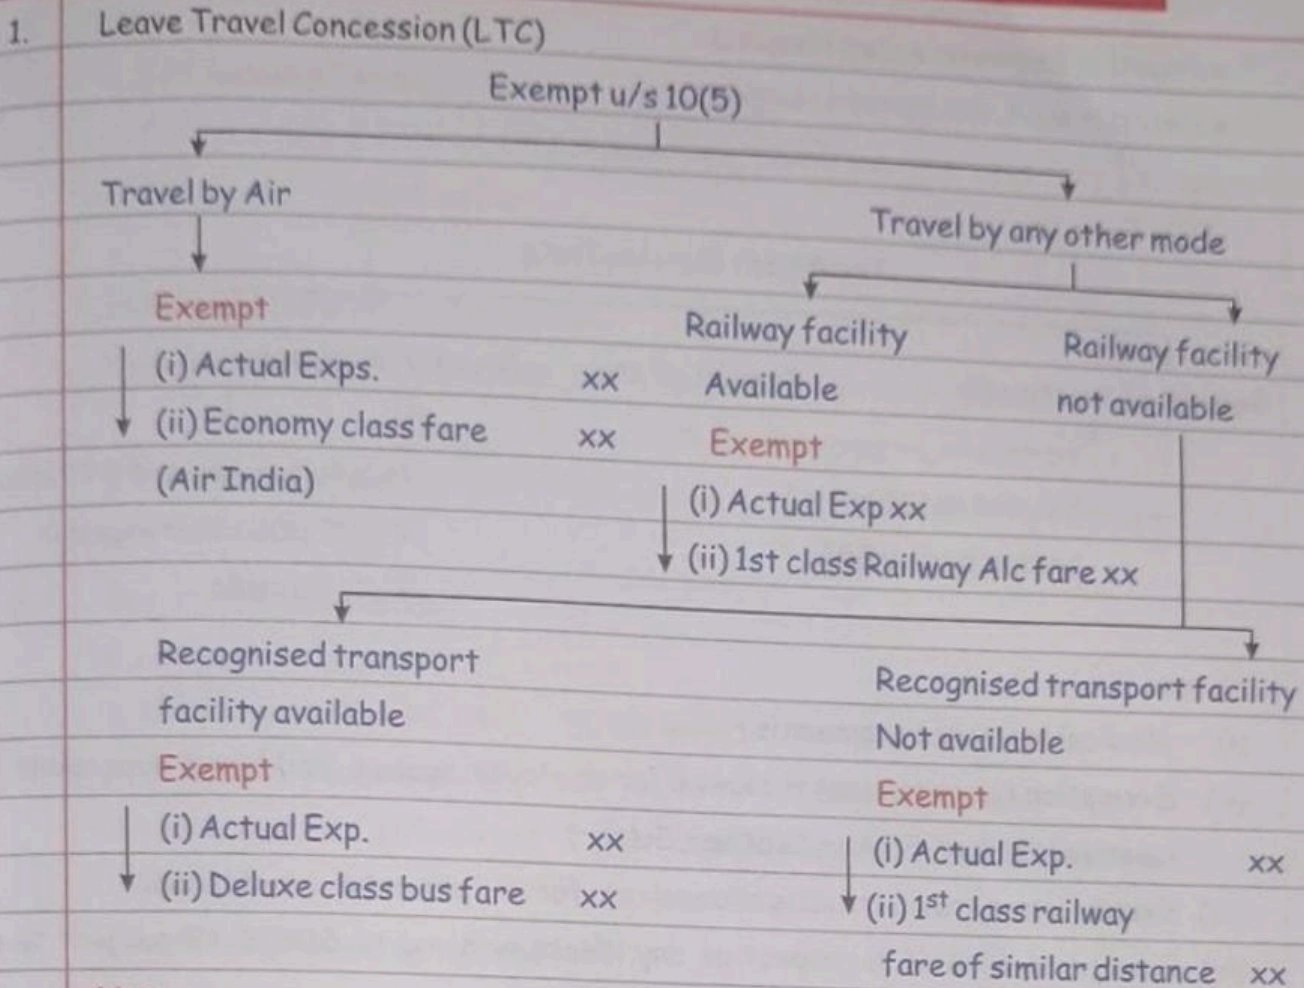 1. Leave Travel Concession (LTC)
Exempt u/s 10(5)
Travel by Air
Travel by any other mode
Exempt
(i) Actual Exps. xx
(ii) Economy class fare xx
(Air India)
Railway facility
Available
Exempt
(i) Actual Exp xx
(ii) 1st class Railway Alc fare xx
Railway facility
not available
Recognised transport
facility available
Exempt
(i) Actual Exp. xx
(ii) Deluxe class bus fare xx
Recognised transport facility
Not available
Exempt
(i) Actual Exp. xx
(ii) 1st class railway
fare of similar distance xx